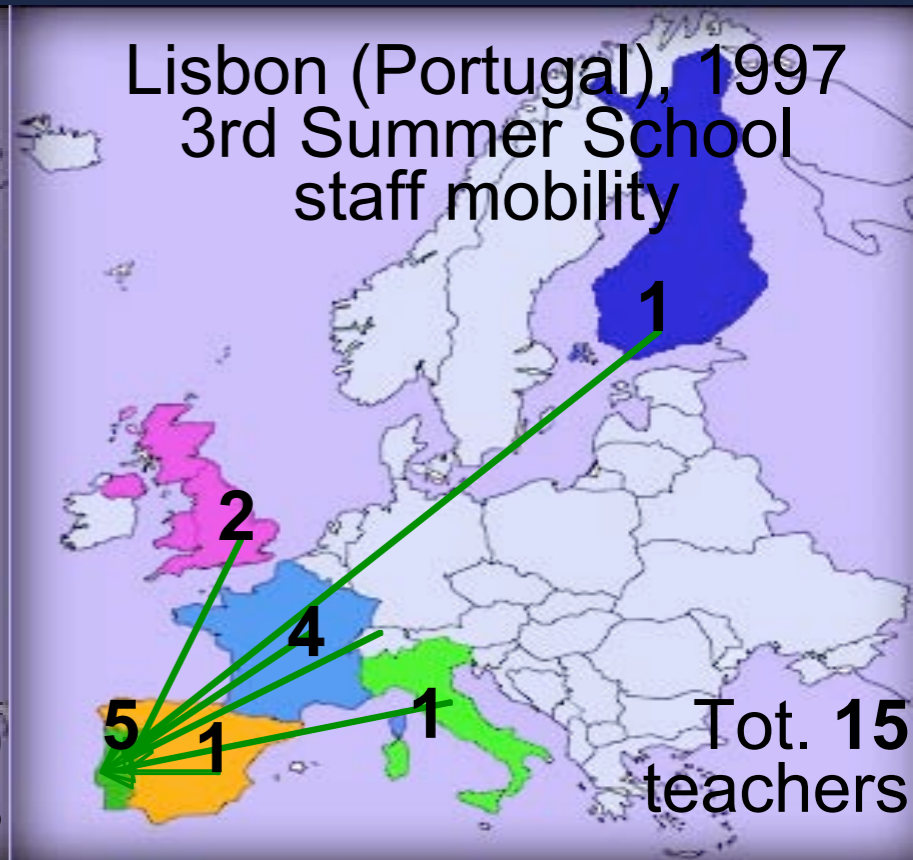 Lisbon (Portugal), 1997
3rd Summer School
staff mobility
1
2
4
5
1
1
Tot. 15
teachers